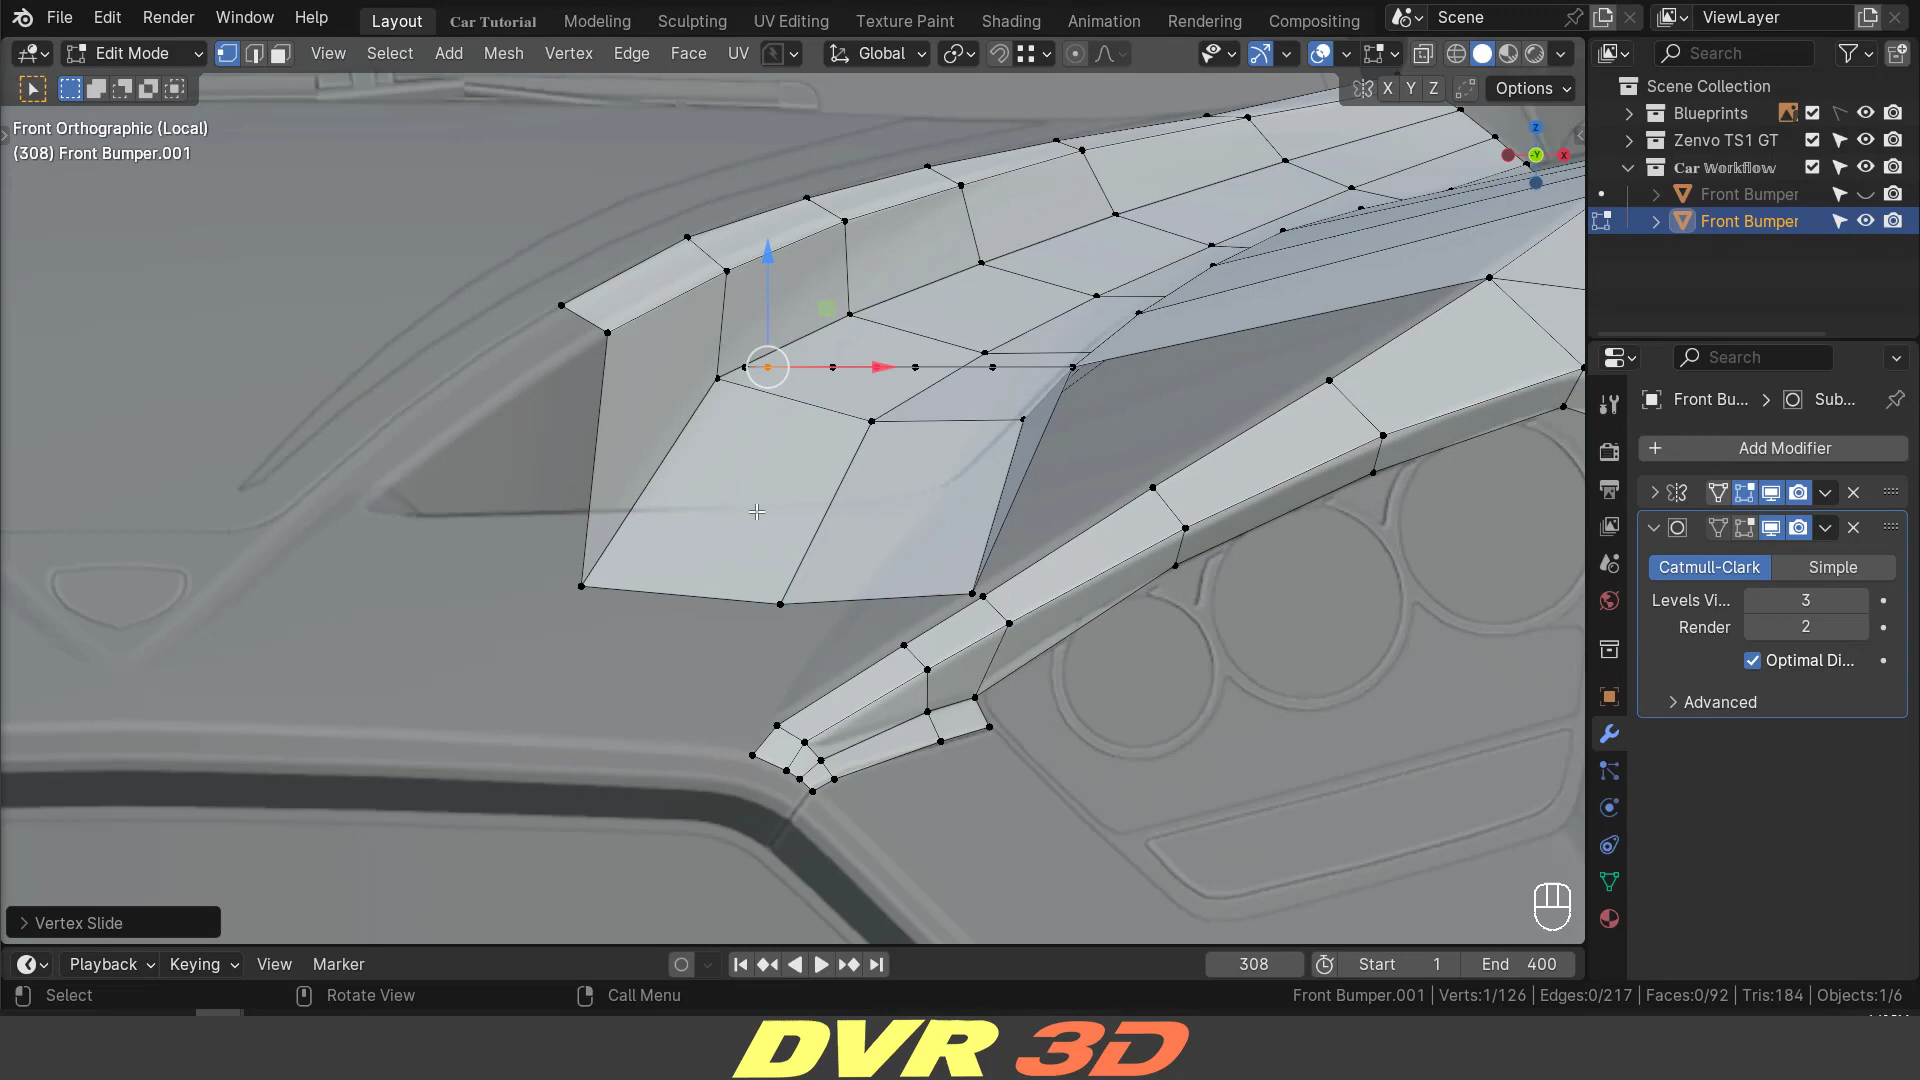 File Edit Render Window Help Layout Car Tutorial Modeling Sculpting UV Editing Texture Paint Shading Animation Rendering Compositing Scene ViewLayer
Edit Mode View Select Add Mesh Vertex Edge Face UV Global Search
X Y Z Options
Scene Collection
Blueprints
Zenvo TS1 GT
Car Workflow
Front Bumper
Front Bumper
Front Orthographic (Local)
(308) Front Bumper.001
Z
-Y X
Search
Front Bu... Sub...
+ Add Modifier
Catmull-Clark Simple
Levels Vi... 3
Render 2
Optimal Di...
Advanced
Vertex Slide
Playback Keying View Marker 308 Start 1 End 400
Select Rotate View Call Menu Front Bumper.001 | Verts:1/126 | Edges:0/217 | Faces:0/92 | Tris:184 | Objects:1/6
DVR 3D